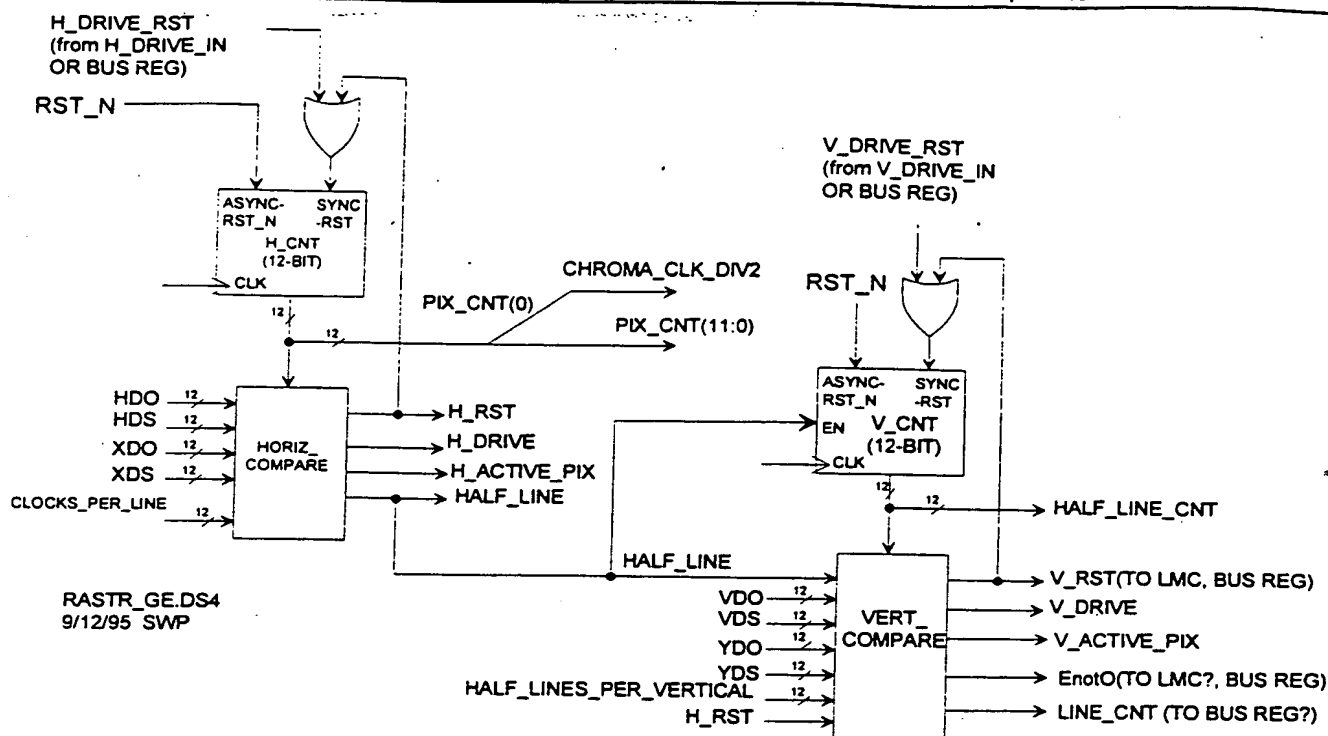 H_DRIVE_RST
(from H_DRIVE_IN
OR BUS REG)
RST_N
ASYNC-
RST_N
SYNC
-RST
H_CNT
(12-BIT)
CLK
12
12
PIX_CNT(0)
CHROMA_CLK_DIV2
PIX_CNT(11:0)
HDO
12
HDS
12
XDO
12
XDS
12
CLOCKS_PER_LINE
12
HORIZ_
COMPARE
H_RST
H_DRIVE
H_ACTIVE_PIX
HALF_LINE
V_DRIVE_RST
(from V_DRIVE_IN
OR BUS REG)
RST_N
ASYNC-
RST_N
SYNC
-RST
EN
V_CNT
(12-BIT)
CLK
12
12
HALF_LINE_CNT
HALF_LINE
VDO
12
VDS
12
YDO
12
YDS
12
HALF_LINES_PER_VERTICAL
12
H_RST
VERT_
COMPARE
V_RST(TO LMC, BUS REG)
V_DRIVE
V_ACTIVE_PIX
EnotO(TO LMC?, BUS REG)
LINE_CNT (TO BUS REG?)
RASTR_GE.DS4
9/12/95 SWP